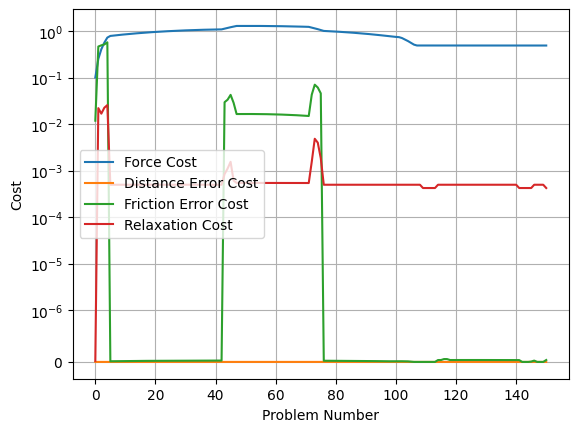 10⁰
10⁻¹
10⁻²
10⁻³
10⁻⁴
10⁻⁵
10⁻⁶
0
Cost
Force Cost
Distance Error Cost
Friction Error Cost
Relaxation Cost
0 20 40 60 80 100 120 140
Problem Number